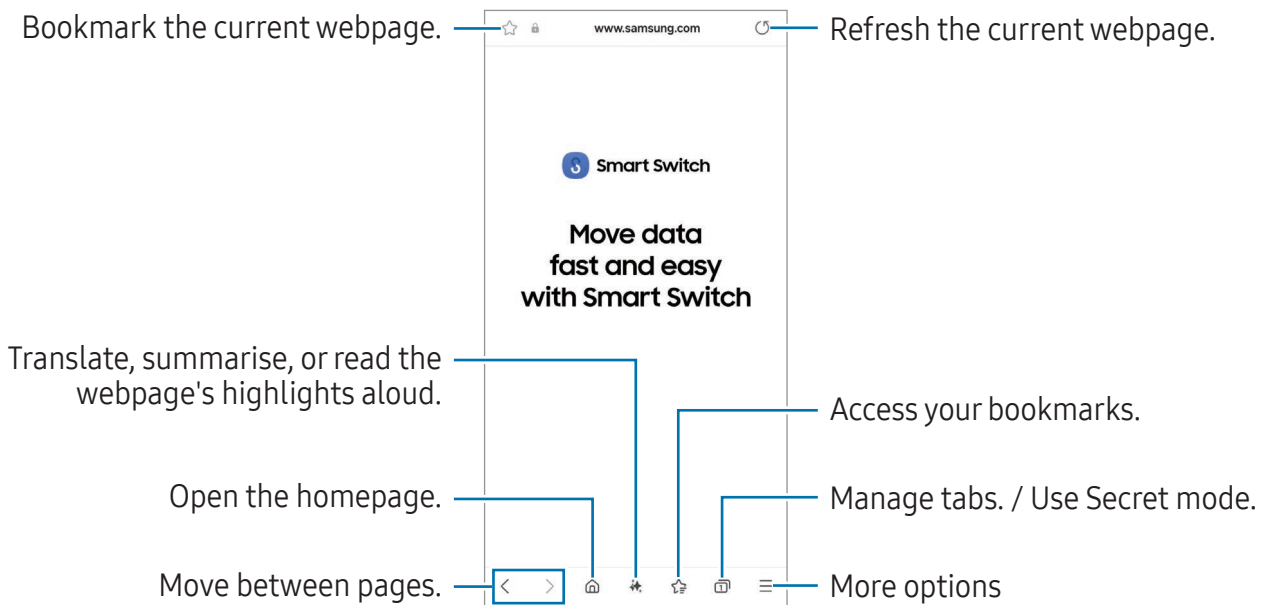 Bookmark the current webpage.
www.samsung.com
Refresh the current webpage.
Smart Switch
Move data
fast and easy
with Smart Switch
Translate, summarise, or read the
webpage's highlights aloud.
Access your bookmarks.
Open the homepage.
Manage tabs. / Use Secret mode.
Move between pages.
1
More options